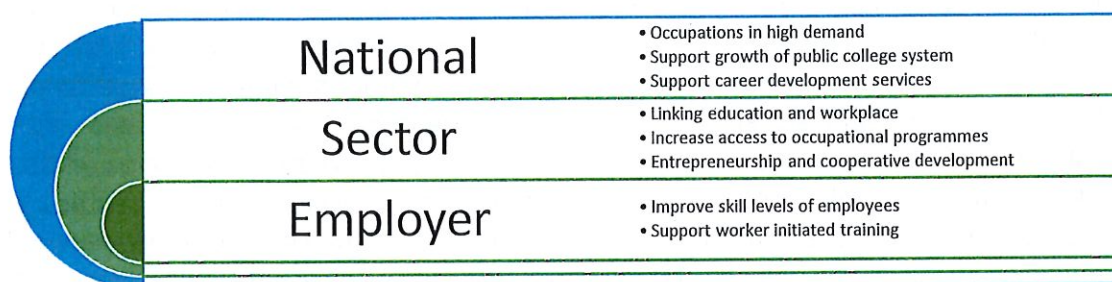 National
• Occupations in high demand
• Support growth of public college system
• Support career development services
Sector
• Linking education and workplace
• Increase access to occupational programmes
• Entrepreneurship and cooperative development
Employer
• Improve skill levels of employees
• Support worker initiated training